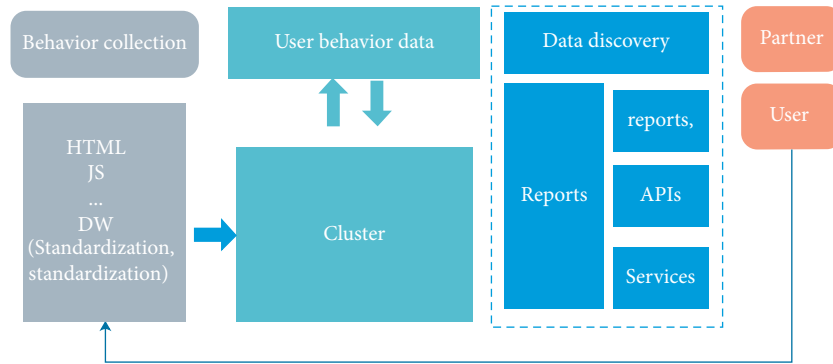 Behavior collection
HTML
JS
...
DW
(Standardization,
standardization)
User behavior data
Cluster
Data discovery
Reports
reports,
APIs
Services
Partner
User